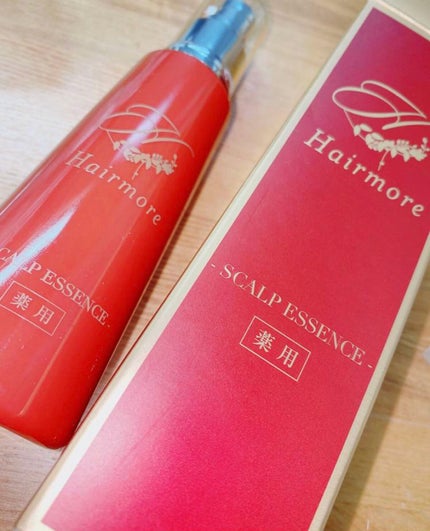 Hairmore
SCALP ESSENCE-
薬用
Hairmore
- SCALP ESSENCE -
薬用